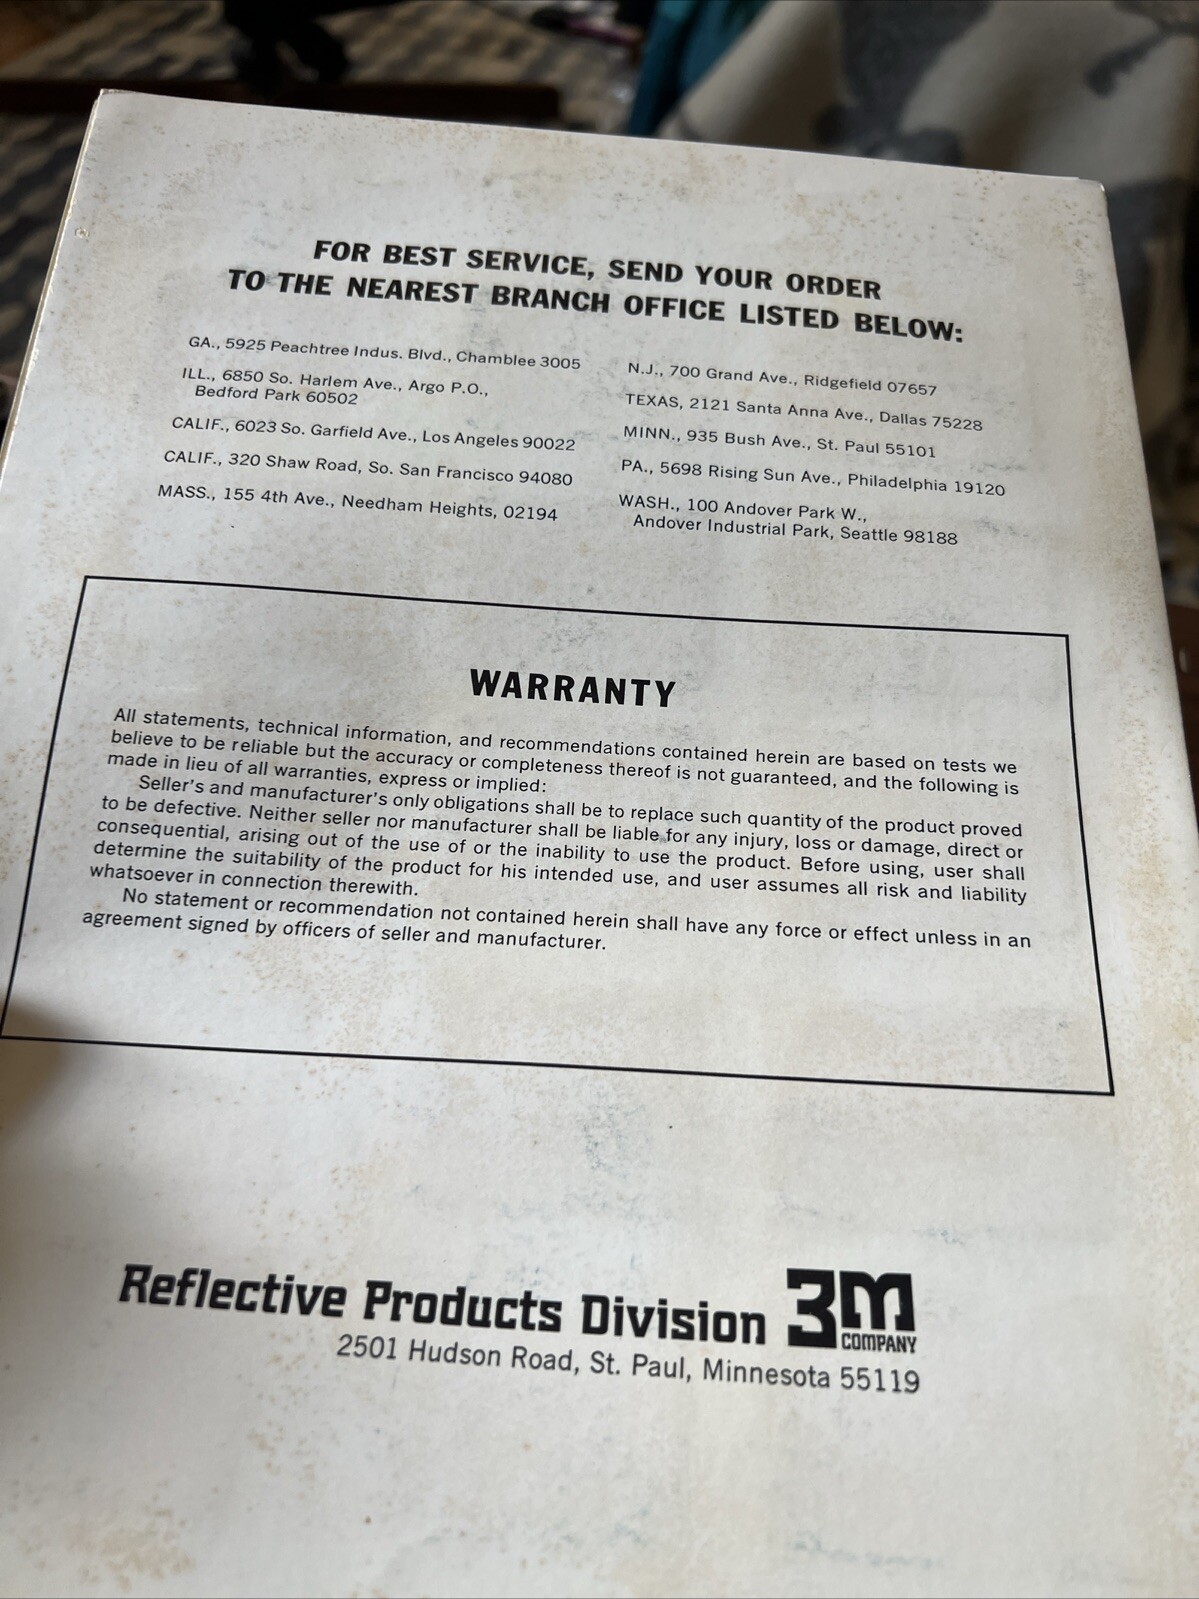 FOR BEST SERVICE, SEND YOUR ORDER
TO THE NEAREST BRANCH OFFICE LISTED BELOW:
GA., 5925 Peachtree Indus. Blvd., Chamblee 3005
ILL., 6850 So. Harlem Ave., Argo P.O.,
Bedford Park 60502
CALIF., 6023 So. Garfield Ave., Los Angeles 90022
CALIF., 320 Shaw Road, So. San Francisco 94080
MASS., 155 4th Ave., Needham Heights, 02194
N.J., 700 Grand Ave., Ridgefield 07657
TEXAS, 2121 Santa Anna Ave., Dallas 75228
MINN., 935 Bush Ave., St. Paul 55101
PA., 5698 Rising Sun Ave., Philadelphia 19120
WASH., 100 Andover Park W.,
Andover Industrial Park, Seattle 98188
WARRANTY
All statements, technical information, and recommendations contained herein are based on tests we
believe to be reliable but the accuracy or completeness thereof is not guaranteed, and the following is
made in lieu of all warranties, express or implied:
Seller's and manufacturer's only obligations shall be to replace such quantity of the product proved
to be defective. Neither seller nor manufacturer shall be liable for any injury, loss or damage, direct or
consequential, arising out of the use of or the inability to use the product. Before using, user shall
determine the suitability of the product for his intended use, and user assumes all risk and liability
whatsoever in connection therewith.
No statement or recommendation not contained herein shall have any force or effect unless in an
agreement signed by officers of seller and manufacturer.
Reflective Products Division 3M
COMPANY
2501 Hudson Road, St. Paul, Minnesota 55119